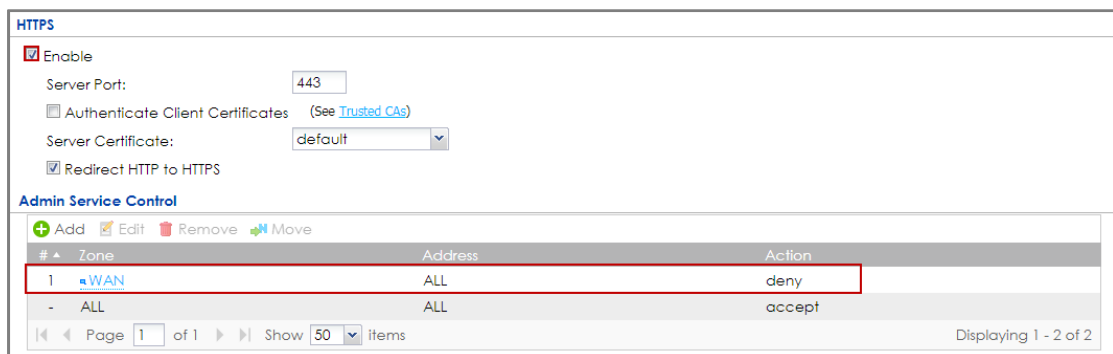 HTTPS
Enable
Server Port: 443
Authenticate Client Certificates (See Trusted CAs)
Server Certificate: default
Redirect HTTP to HTTPS
Admin Service Control
Add Edit Remove Move
# Zone Address Action
1 WAN ALL deny
- ALL ALL accept
Page 1 of 1 Show 50 items Displaying 1 - 2 of 2